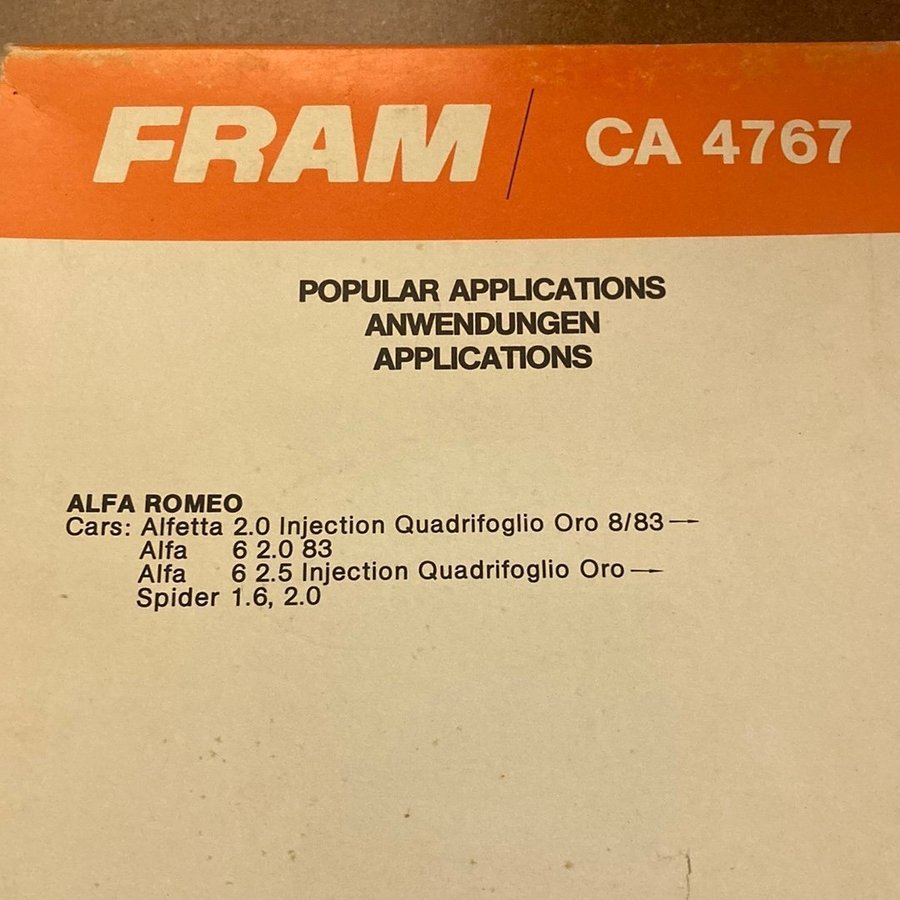 FRAM / CA 4767
POPULAR APPLICATIONS
ANWENDUNGEN
APPLICATIONS
ALFA ROMEO
Cars: Alfetta 2.0 Injection Quadrifoglio Oro 8/83→
Alfa 6 2.0 83
Alfa 6 2.5 Injection Quadrifoglio Oro→
Spider 1.6, 2.0